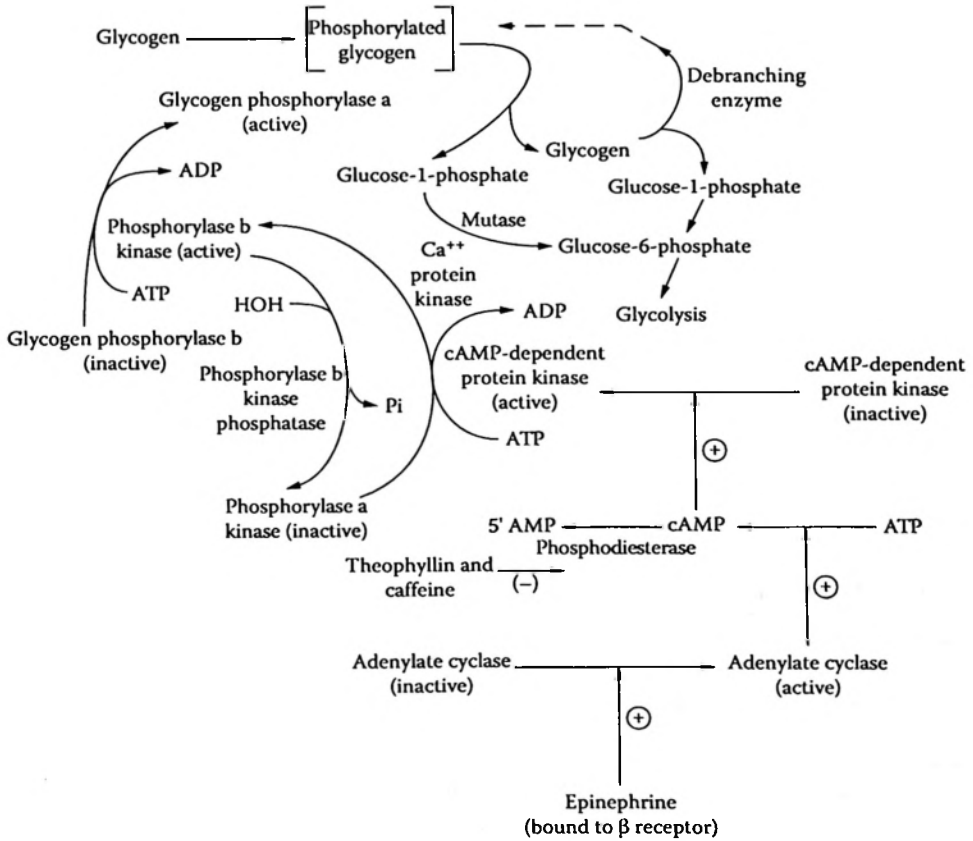 Glycogen
Phosphorylated
glycogen
Debranching
enzyme
Glycogen phosphorylase a
(active)
ADP
Glycogen
Glucose-1-phosphate
Glucose-1-phosphate
Mutase
Phosphorylase b
kinase (active)
Ca++
protein
kinase
Glucose-6-phosphate
ATP
HOH
ADP
Glycolysis
Glycogen phosphorylase b
(inactive)
cAMP-dependent
protein kinase
(active)
cAMP-dependent
protein kinase
(inactive)
Phosphorylase b
kinase
phosphatase
Pi
ATP
+
Phosphorylase a
kinase (inactive)
5' AMP
cAMP
ATP
Phosphodiesterase
Theophyllin and
caffeine
(−)
+
Adenylate cyclase
(inactive)
Adenylate cyclase
(active)
+
Epinephrine
(bound to β receptor)